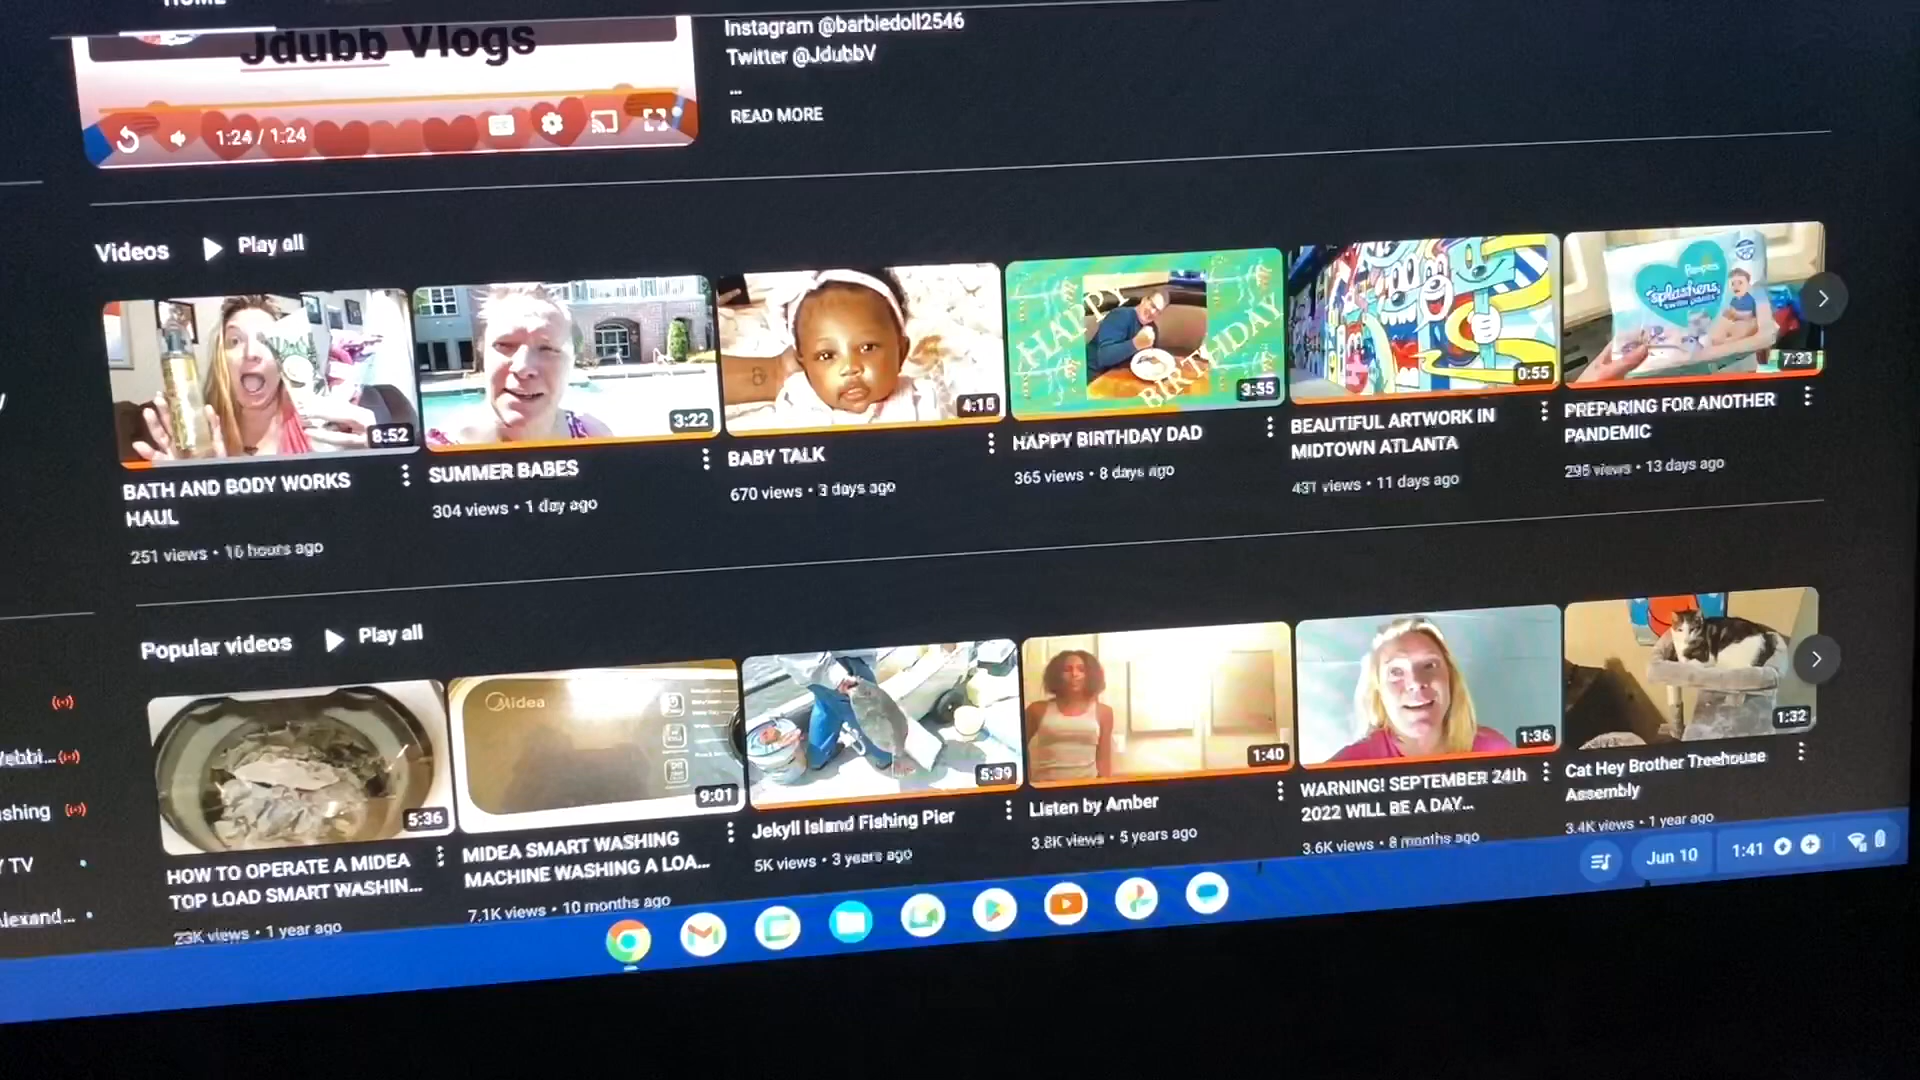 HOME
Jdubb Vlogs
1:24 / 1:24
Instagram @barbiedoll2546
Twitter @JdubbV
...
READ MORE
Videos
Play all
8:52
3:22
4:15
HAPPY
BIRTHDAY
3:55
0:55
Pampers
splashers
7:33
BATH AND BODY WORKS
HAUL
251 views • 16 hours ago
SUMMER BABES
304 views • 1 day ago
BABY TALK
670 views • 3 days ago
HAPPY BIRTHDAY DAD
365 views • 8 days ago
BEAUTIFUL ARTWORK IN
MIDTOWN ATLANTA
431 views • 11 days ago
PREPARING FOR ANOTHER
PANDEMIC
295 views • 13 days ago
Popular videos
Play all
5:36
Midea
9:01
5:39
1:40
1:36
1:32
HOW TO OPERATE A MIDEA
TOP LOAD SMART WASHIN...
23K views • 1 year ago
MIDEA SMART WASHING
MACHINE WASHING A LOA...
7.1K views • 10 months ago
Jekyll Island Fishing Pier
5K views • 3 years ago
Listen by Amber
3.8K views • 5 years ago
WARNING! SEPTEMBER 24th
2022 WILL BE A DAY...
3.6K views • 8 months ago
Cat Hey Brother Treehouse
Assembly
3.4K views • 1 year ago
Jun 10
1:41